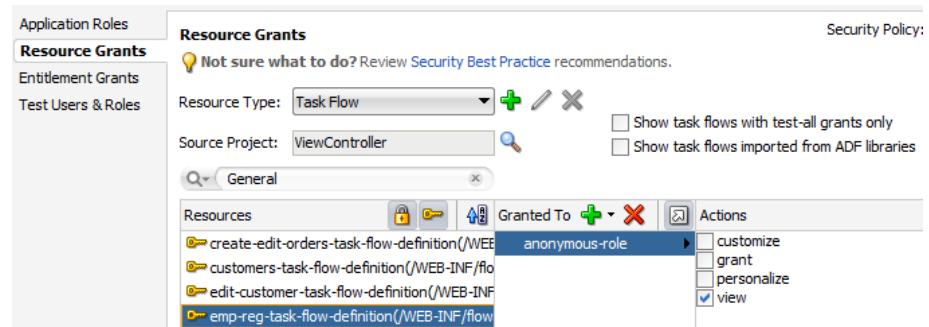 Application Roles
Resource Grants
Entitlement Grants
Test Users & Roles
Resource Grants
Security Policy:
Not sure what to do? Review Security Best Practice recommendations.
Resource Type: Task Flow
Show task flows with test-all grants only
Source Project: ViewController
Show task flows imported from ADF libraries
General
Resources Granted To Actions
create-edit-orders-task-flow-definition(/WEE anonymous-role customize
grant
customers-task-flow-definition(/WEB-INF/flo
personalize
edit-customer-task-flow-definition(/WEB-INF
view
emp-reg-task-flow-definition(/WEB-INF/flow